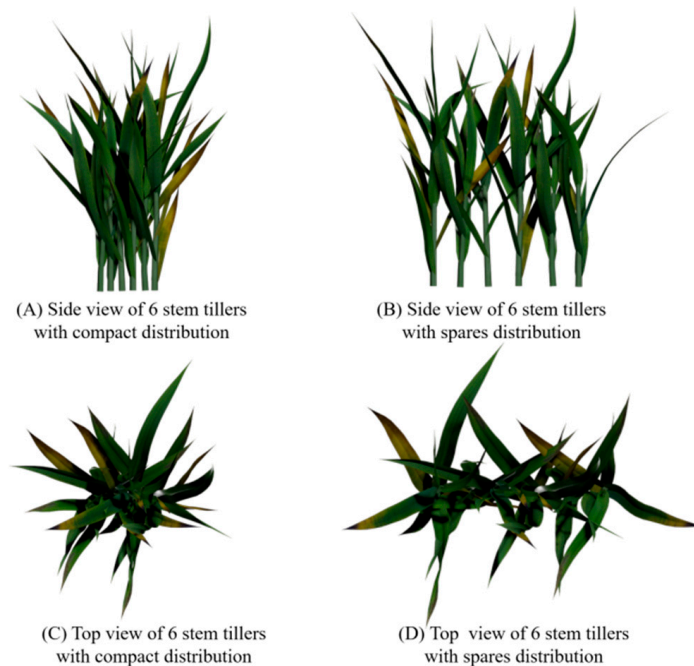 (A) Side view of 6 stem tillers
with compact distribution
(B) Side view of 6 stem tillers
with spares distribution
(C) Top view of 6 stem tillers
with compact distribution
(D) Top view of 6 stem tillers
with spares distribution